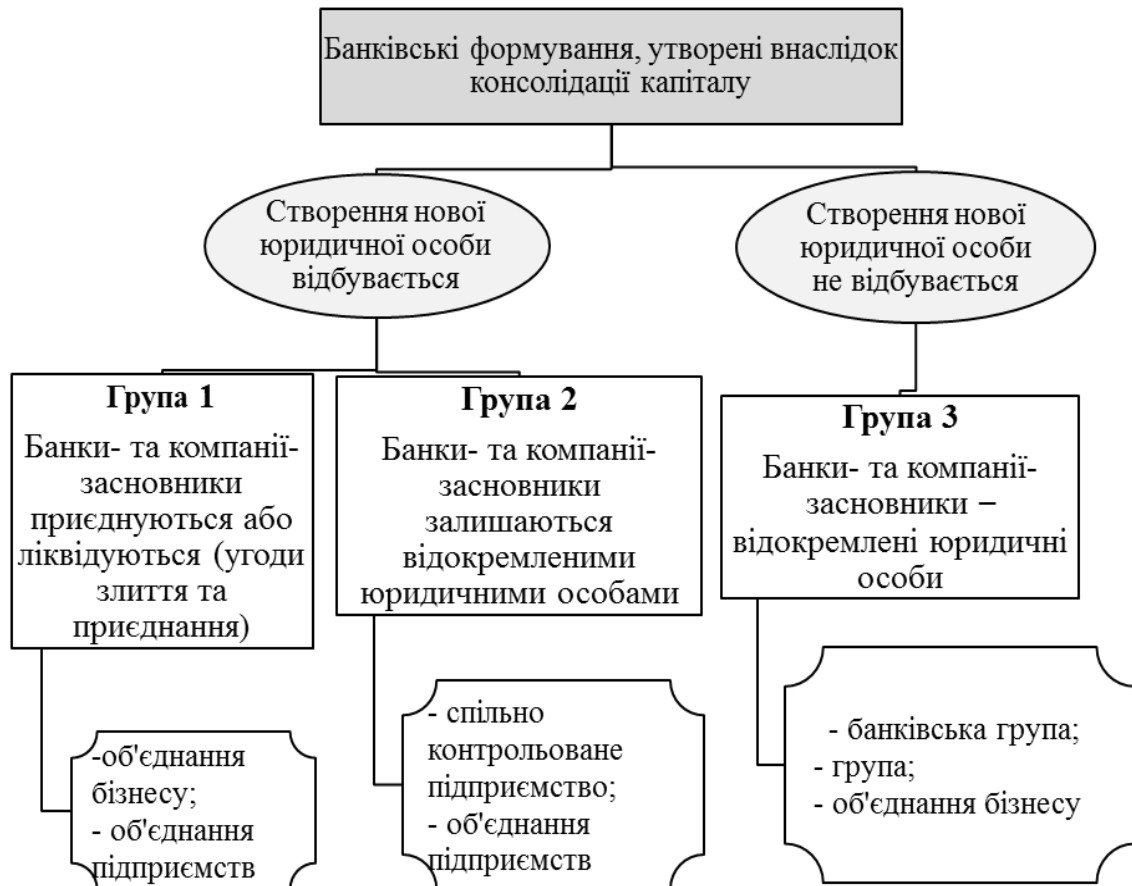 Банківські формування, утворені внаслідок
консолідації капіталу
Створення нової
юридичної особи
відбувається
Створення нової
юридичної особи
не відбувається
Група 1
Банки- та компанії-
засновники
приєднуються або
ліквідуються (угоди
злиття та
приєднання)
Група 2
Банки- та компанії-
засновники
залишаються
відокремленими
юридичними особами
Група 3
Банки- та компанії-
засновники –
відокремлені юридичні
особи
-об'єднання
бізнесу;
- об'єднання
підприємств
- спільно
контрольоване
підприємство;
- об'єднання
підприємств
- банківська група;
- група;
- об'єднання бізнесу